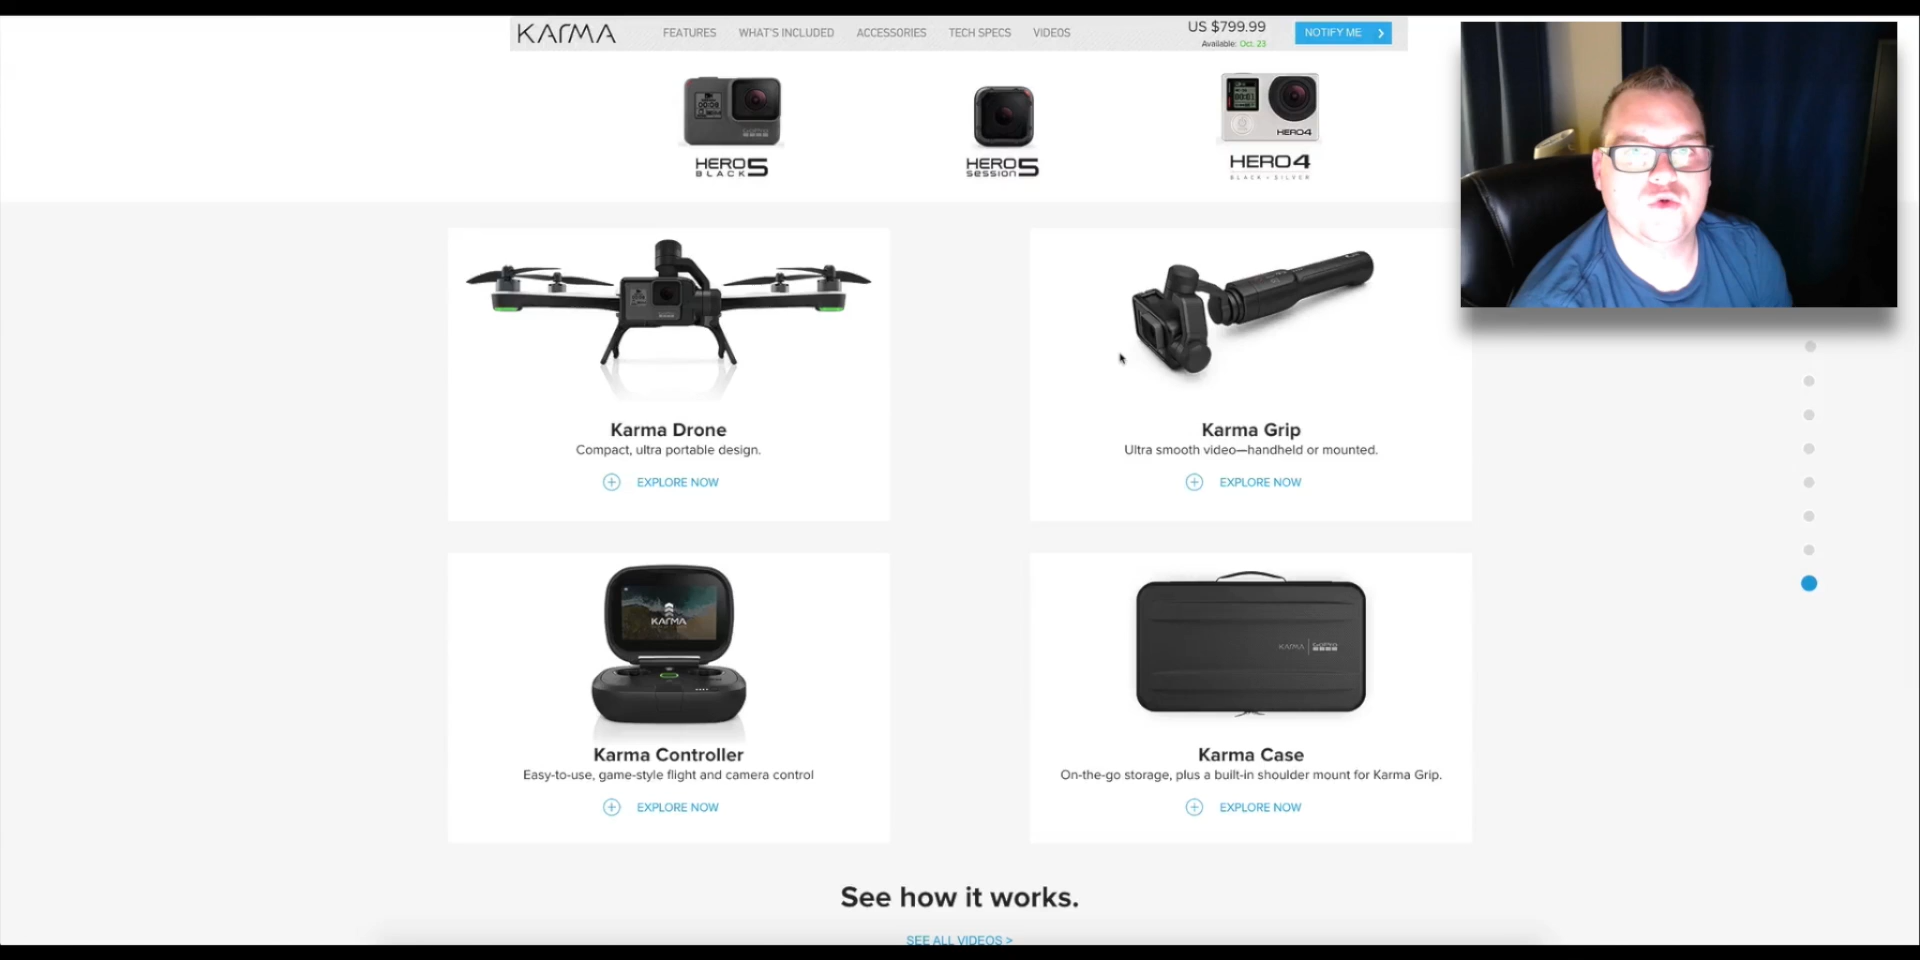 KARMA FEATURES WHAT'S INCLUDED ACCESSORIES TECH SPECS VIDEOS US $799.99 NOTIFY ME
Available: Oct. 23
HERO4
HERO5 HERO5 HERO4
BLACK SESSION BLACK + SILVER
Karma Drone
Compact, ultra portable design.
EXPLORE NOW
Karma Grip
Ultra smooth video—handheld or mounted.
EXPLORE NOW
KARMA
Karma Controller
Easy-to-use, game-style flight and camera control
EXPLORE NOW
KARMA GoPro
Karma Case
On-the-go storage, plus a built-in shoulder mount for Karma Grip.
EXPLORE NOW
See how it works.
SEE ALL VIDEOS >